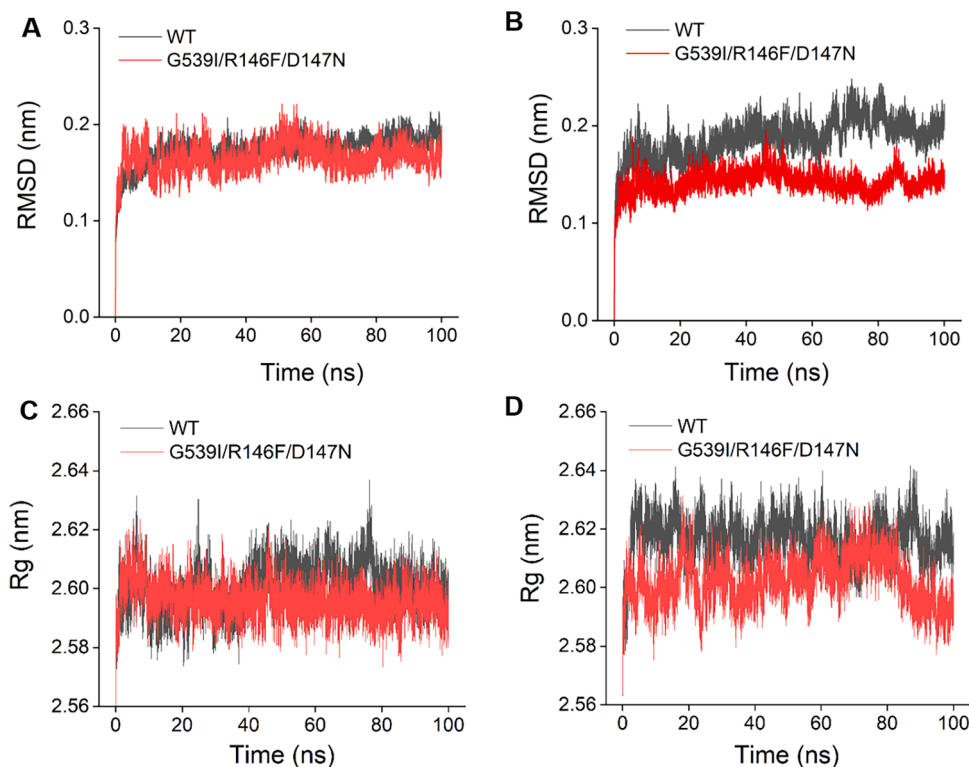 A
WT
G539I/R146F/D147N
RMSD (nm)
0.3
0.2
0.1
0.0
0 20 40 60 80 100
Time (ns)
B
WT
G539I/R146F/D147N
RMSD (nm)
0.3
0.2
0.1
0.0
0 20 40 60 80 100
Time (ns)
C
WT
G539I/R146F/D147N
Rg (nm)
2.66
2.64
2.62
2.60
2.58
2.56
0 20 40 60 80 100
Time (ns)
D
WT
G539I/R146F/D147N
Rg (nm)
2.66
2.64
2.62
2.60
2.58
2.56
0 20 40 60 80 100
Time (ns)